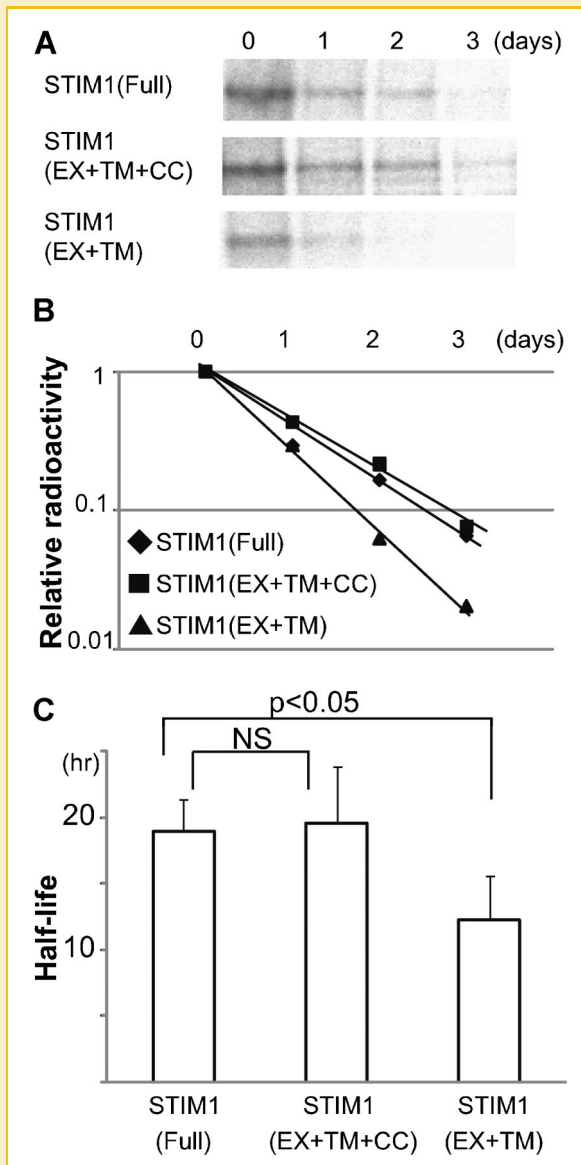 A
0 1 2 3 (days)
STIM1(Full)
STIM1
(EX+TM+CC)
STIM1
(EX+TM)
B
0 1 2 3 (days)
Relative radioactivity
1
0.1
0.01
STIM1(Full)
STIM1(EX+TM+CC)
STIM1(EX+TM)
C
p<0.05
NS
(hr)
20
10
Half-life
STIM1
(Full)
STIM1
(EX+TM+CC)
STIM1
(EX+TM)